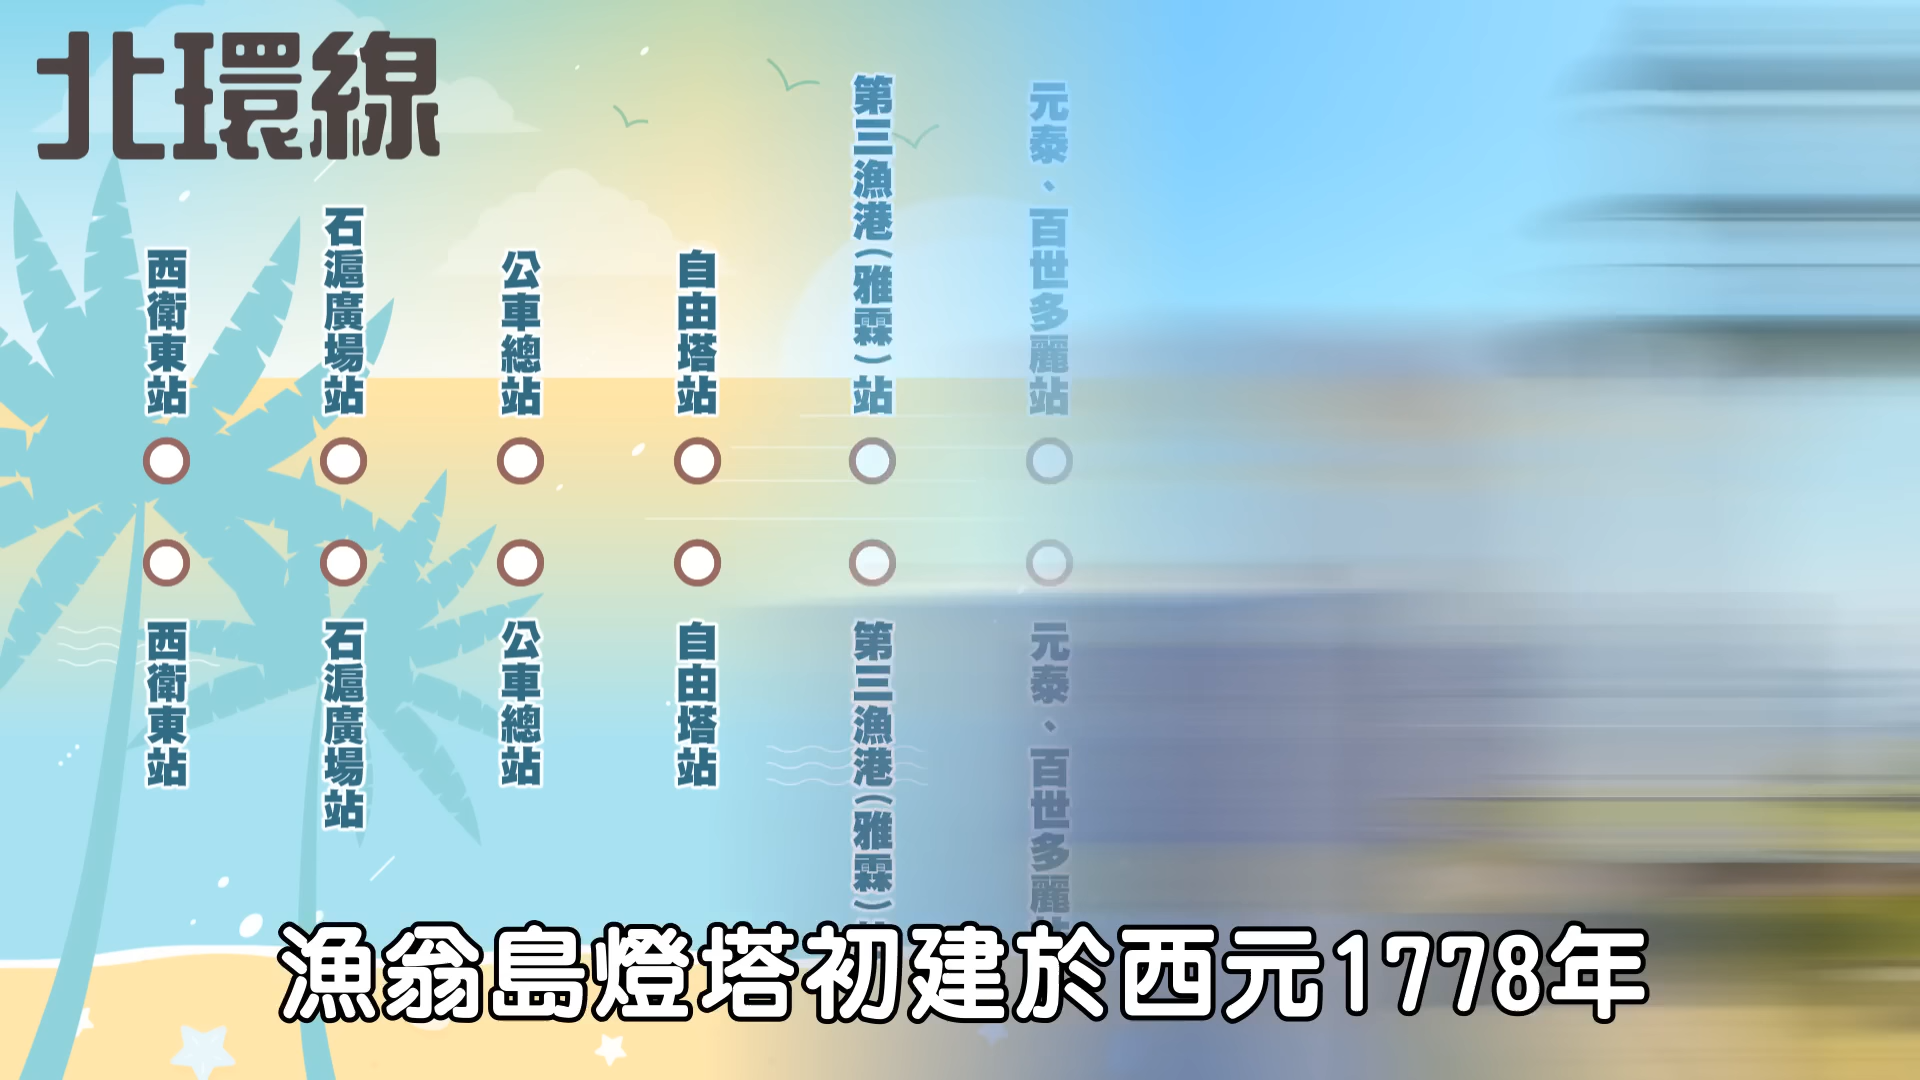 北環線
西衛東站
石滬廣場站
公車總站
自由塔站
第三漁港(雅霖)站
元泰、百世多麗站
西衛東站
石滬廣場站
公車總站
自由塔站
第三漁港(雅霖)
元泰、百世多麗
漁翁島燈塔初建於西元1778年